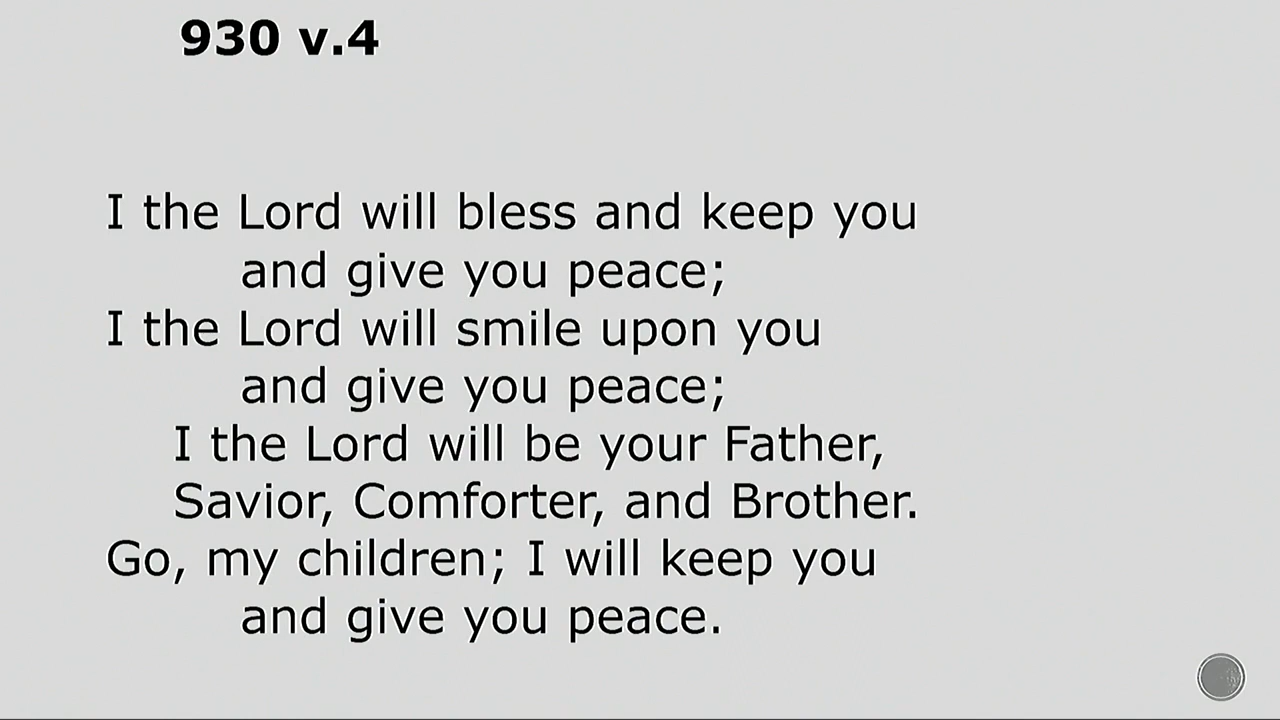 930 v.4
I the Lord will bless and keep you
and give you peace;
I the Lord will smile upon you
and give you peace;
I the Lord will be your Father,
Savior, Comforter, and Brother.
Go, my children; I will keep you
and give you peace.